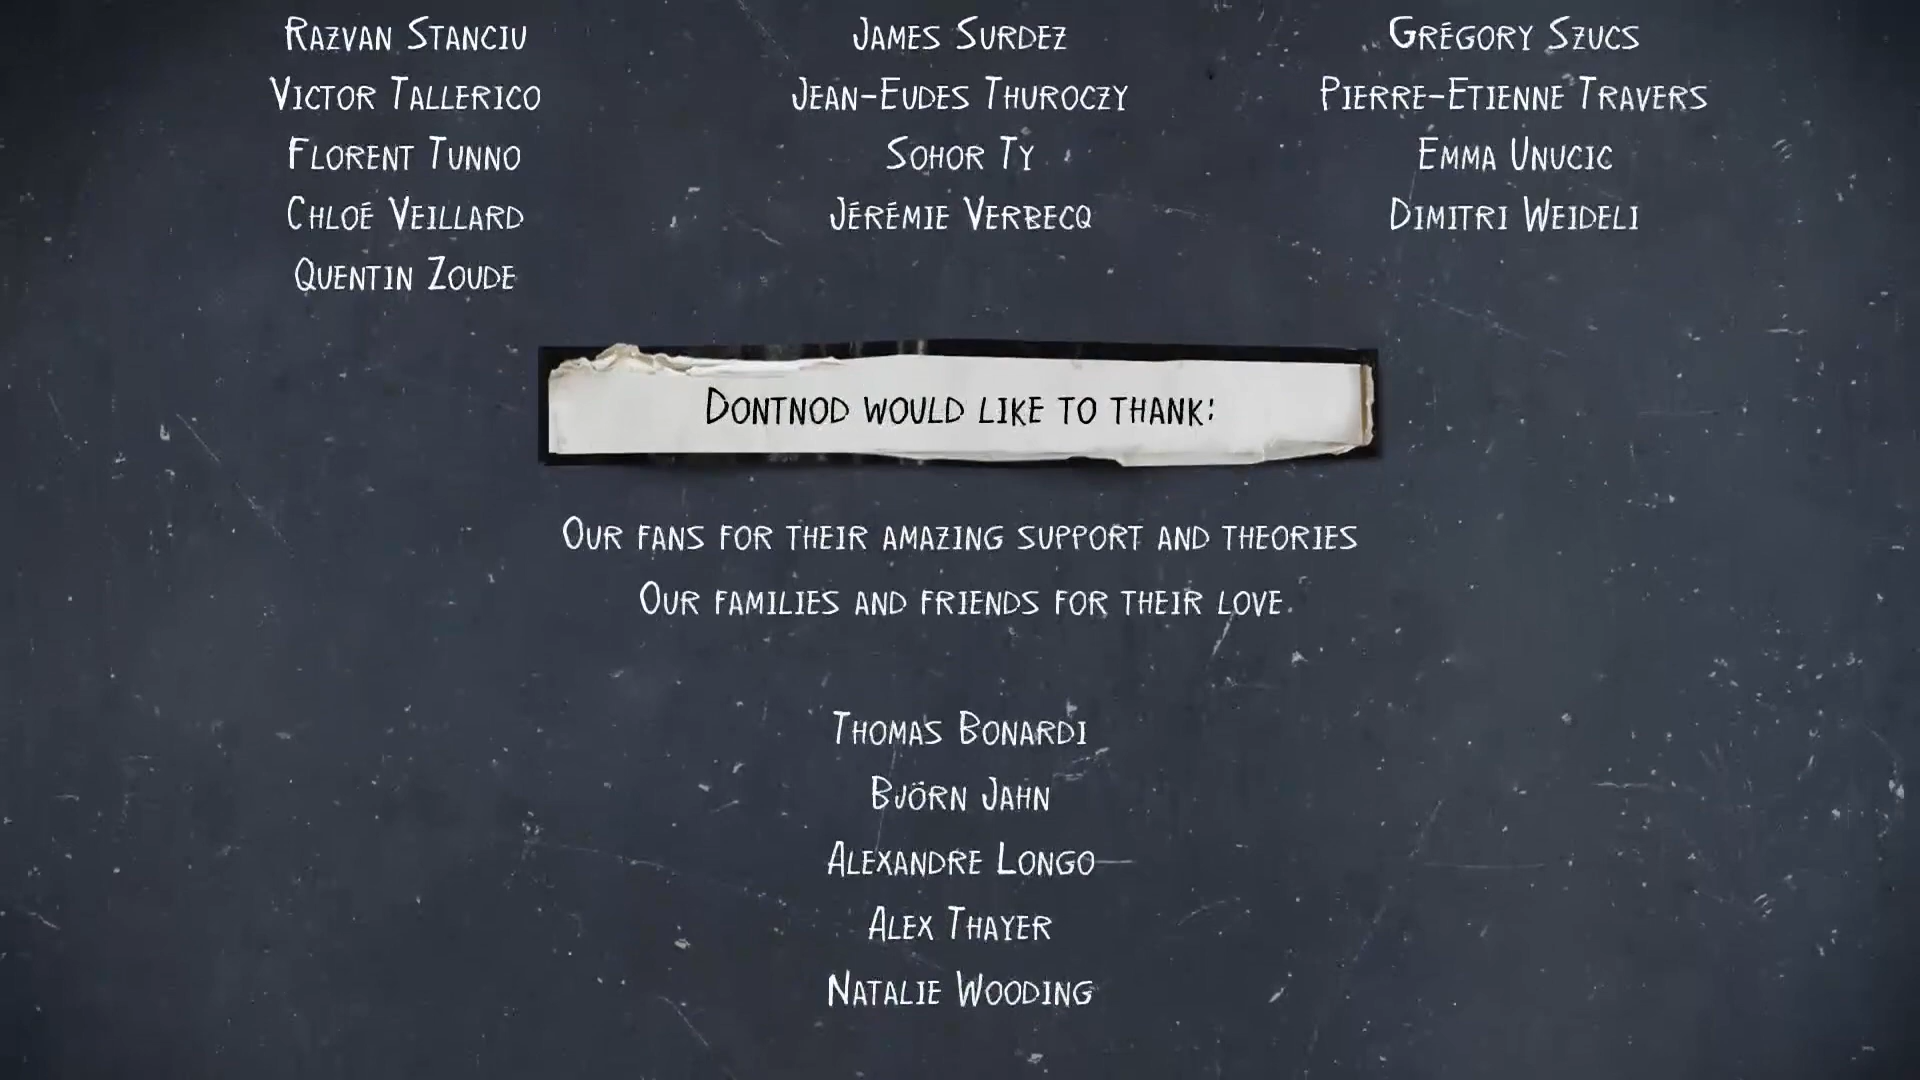 Razvan Stanciu James Surdez Grégory Szucs
Victor Tallerico Jean-Eudes Thuroczy Pierre-Etienne Travers
Florent Tunno Sohor Ty Emma Unucic
Chloé Veillard Jérémie Verbecq Dimitri Weideli
Quentin Zoude
Dontnod would like to thank:
Our fans for their amazing support and theories
Our families and friends for their love
Thomas Bonardi
Björn Jahn
Alexandre Longo
Alex Thayer
Natalie Wooding